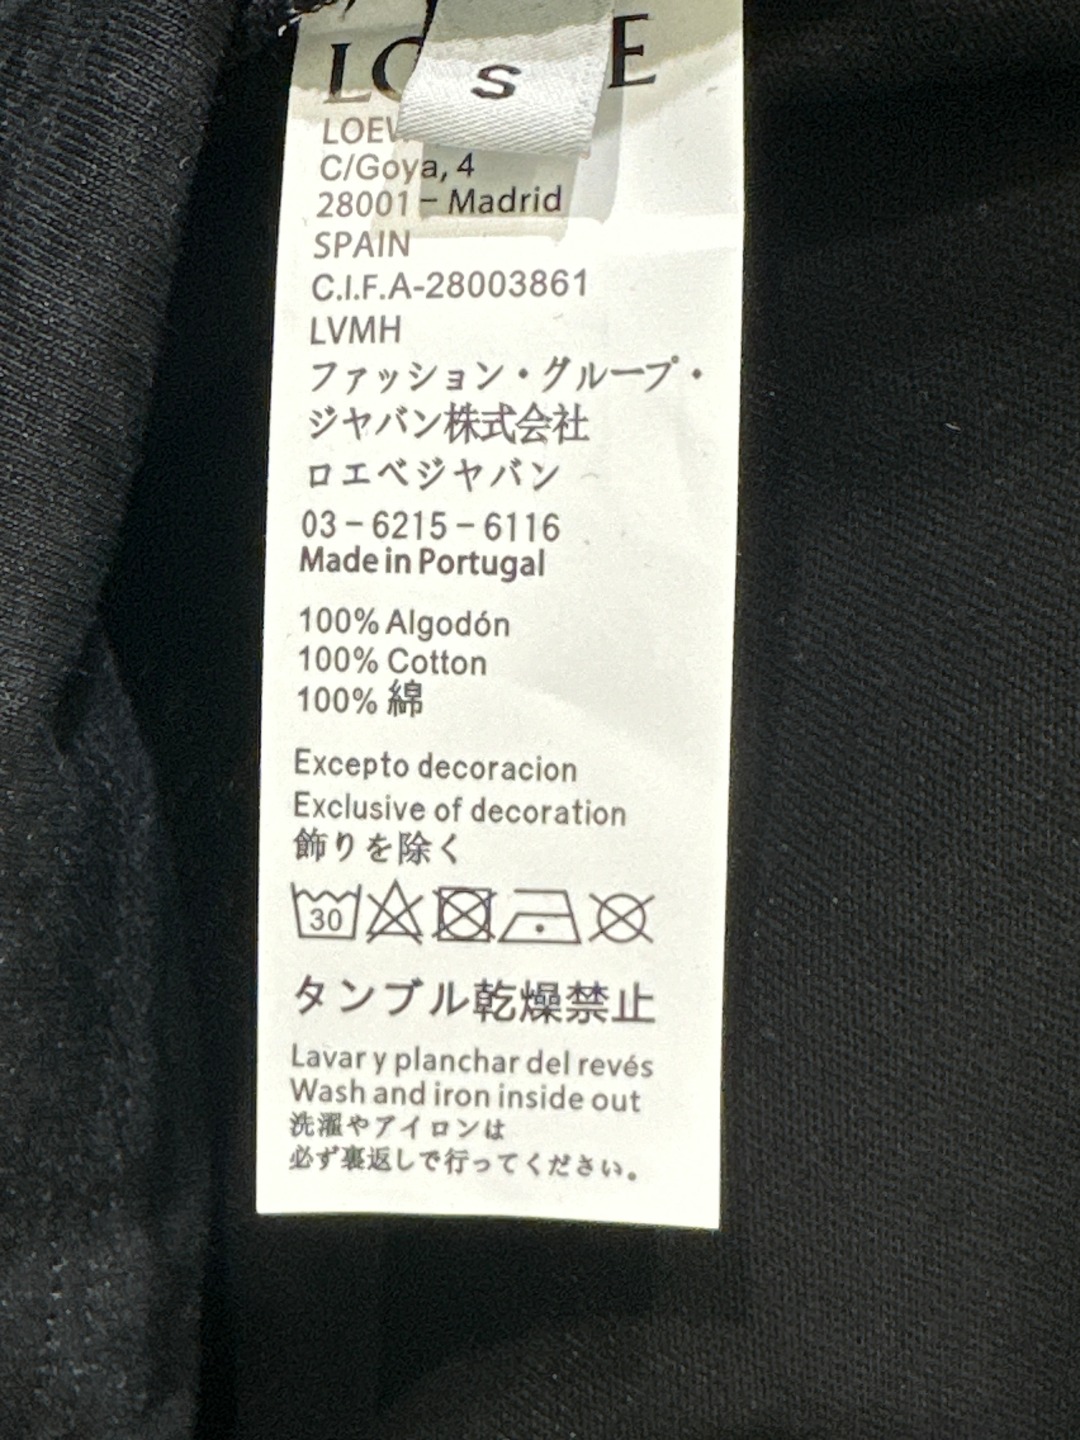 S
C/Goya, 4
28001 – Madrid
SPAIN
C.I.F.A-28003861
LVMH
ファッション・グループ・
ジヤバン株式会社
ロエベジヤバン
03 – 6215 – 6116
Made in Portugal
100% Algodón
100% Cotton
100% 綿
Excepto decoracion
Exclusive of decoration
飾りを除く
30
タンブル乾燥禁止
Lavar y planchar del revés
Wash and iron inside out
洗濯やアイロンは
必ず裏返しで行ってください。